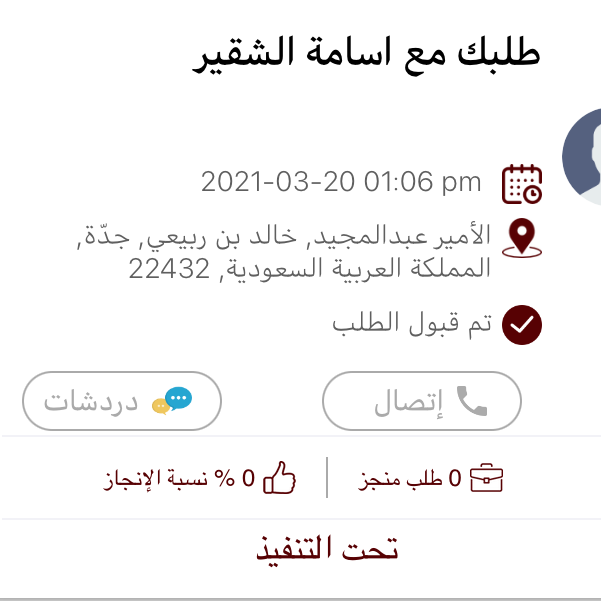 طلبك مع اسامة الشقير
2021-03-20 01:06 pm
الأمير عبدالمجيد, خالد بن ربيعي, جدّة,
المملكة العربية السعودية, 22432
تم قبول الطلب
إتصال
دردشات
0 طلب منجز
0 % نسبة الإنجاز
تحت التنفيذ